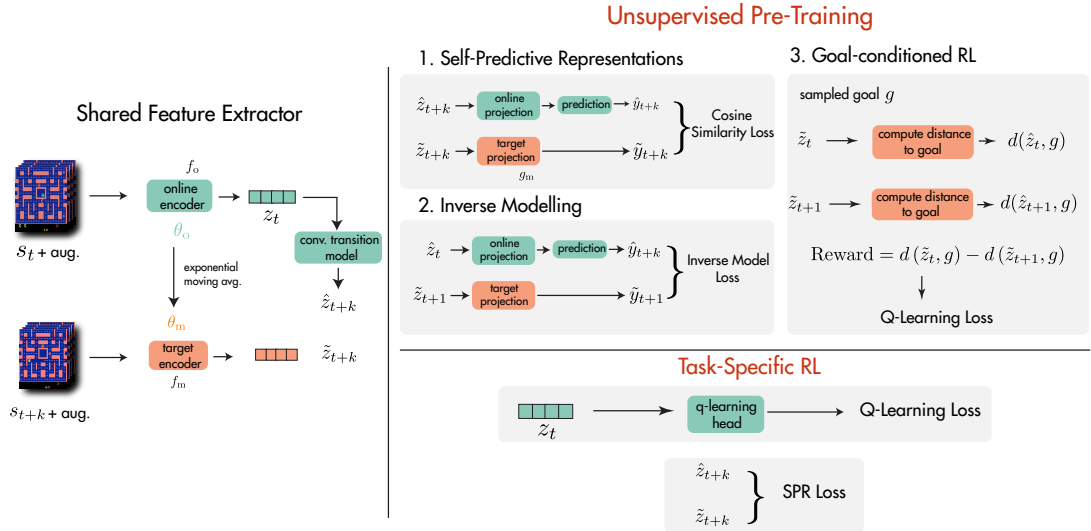 Unsupervised Pre-Training
Shared Feature Extractor
f_o
online encoder
θ_o
z_t
s_t + aug.
exponential moving avg.
conv. transition model
ẑ_{t+k}
θ_m
target encoder
f_m
z̃_{t+k}
s_{t+k} + aug.
1. Self-Predictive Representations
ẑ_{t+k}
online projection
prediction
ŷ_{t+k}
z̃_{t+k}
target projection
g_m
ỹ_{t+k}
Cosine Similarity Loss
2. Inverse Modelling
ẑ_t
online projection
prediction
ŷ_{t+k}
z̃_{t+1}
target projection
ỹ_{t+1}
Inverse Model Loss
3. Goal-conditioned RL
sampled goal g
z̃_t
compute distance to goal
d(ẑ_t, g)
z̃_{t+1}
compute distance to goal
d(ẑ_{t+1}, g)
Reward = d (z̃_t, g) − d (z̃_{t+1}, g)
Q-Learning Loss
Task-Specific RL
z_t
q-learning head
Q-Learning Loss
ẑ_{t+k}
z̃_{t+k}
SPR Loss